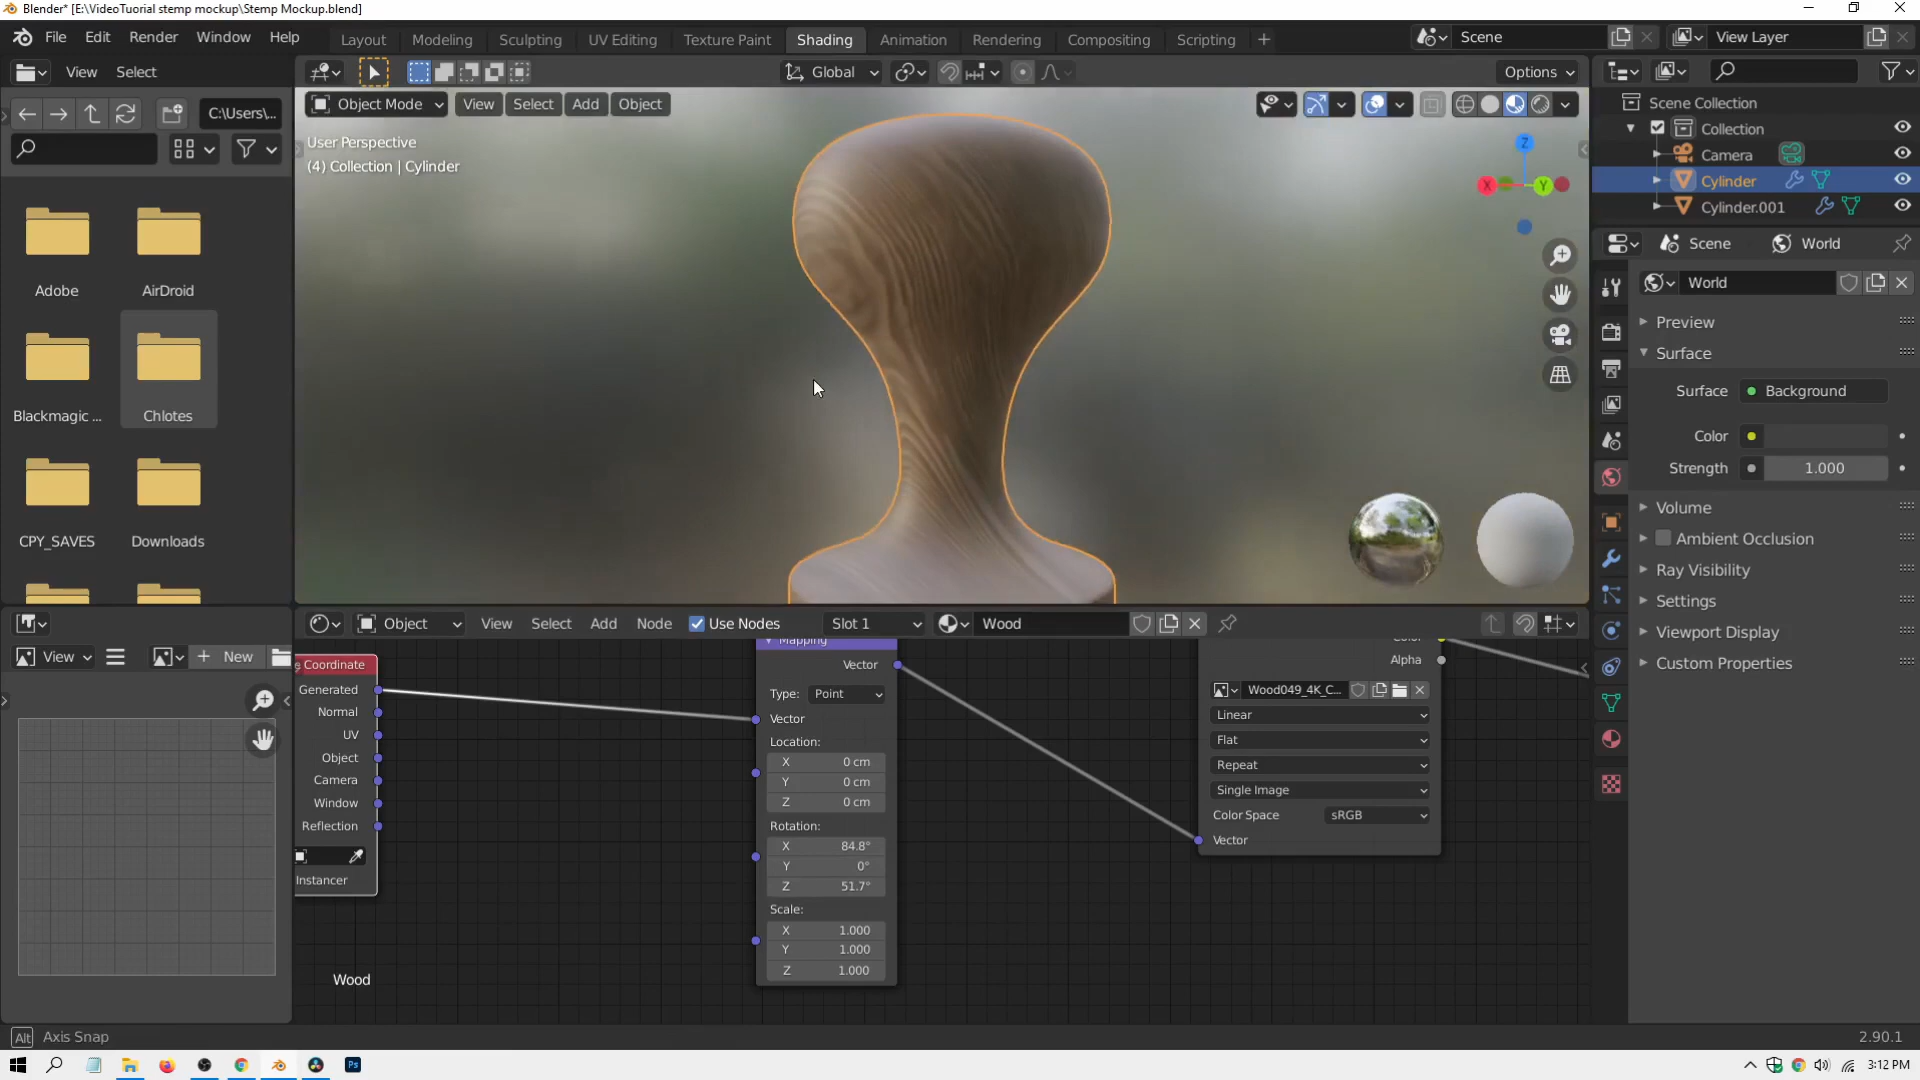 Blender* [E:\VideoTuorial stemp mockup\Stemp Mockup.blend]
File Edit Render Window Help
Layout Modeling Sculpting UV Editing Texture Paint Shading Animation Rendering Compositing Scripting +
Scene
View Layer
View Select
Global
Options
C:\Users\...
Object Mode View Select Add Object
User Perspective
(4) Collection | Cylinder
Z
X
Y
Adobe
AirDroid
Blackmagic ...
Chlotes
CPY_SAVES
Downloads
Scene Collection
Collection
Camera
Cylinder
Cylinder.001
Scene
World
World
Preview
Surface
Surface
Background
Color
Strength
1.000
Volume
Ambient Occlusion
Ray Visibility
Settings
Viewport Display
Custom Properties
View
New
Object View Select Add Node Use Nodes Slot 1 Wood
e Coordinate
Generated
Normal
UV
Object
Camera
Window
Reflection
Instancer
Mapping
Vector
Type: Point
Vector
Location:
X 0 cm
Y 0 cm
Z 0 cm
Rotation:
X 84.8°
Y 0°
Z 51.7°
Scale:
X 1.000
Y 1.000
Z 1.000
Color
Alpha
Wood049_4K_C...
Linear
Flat
Repeat
Single Image
Color Space sRGB
Vector
Wood
Alt Axis Snap
2.90.1
Ps
3:12 PM